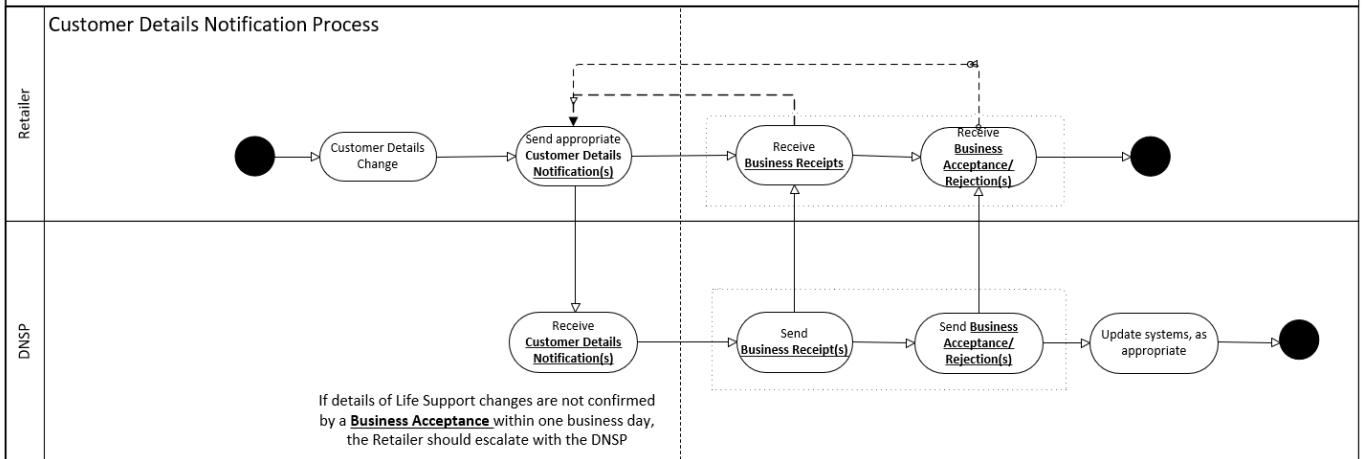 Customer Details Notification Process
Retailer
Customer Details
Change
Send appropriate
Customer Details
Notification(s)
Receive
Business Receipts
Receive
Business
Acceptance/
Rejection(s)
DNSP
Receive
Customer Details
Notification(s)
Send
Business Receipt(s)
Send Business
Acceptance/
Rejection(s)
Update systems, as
appropriate
If details of Life Support changes are not confirmed
by a Business Acceptance within one business day,
the Retailer should escalate with the DNSP